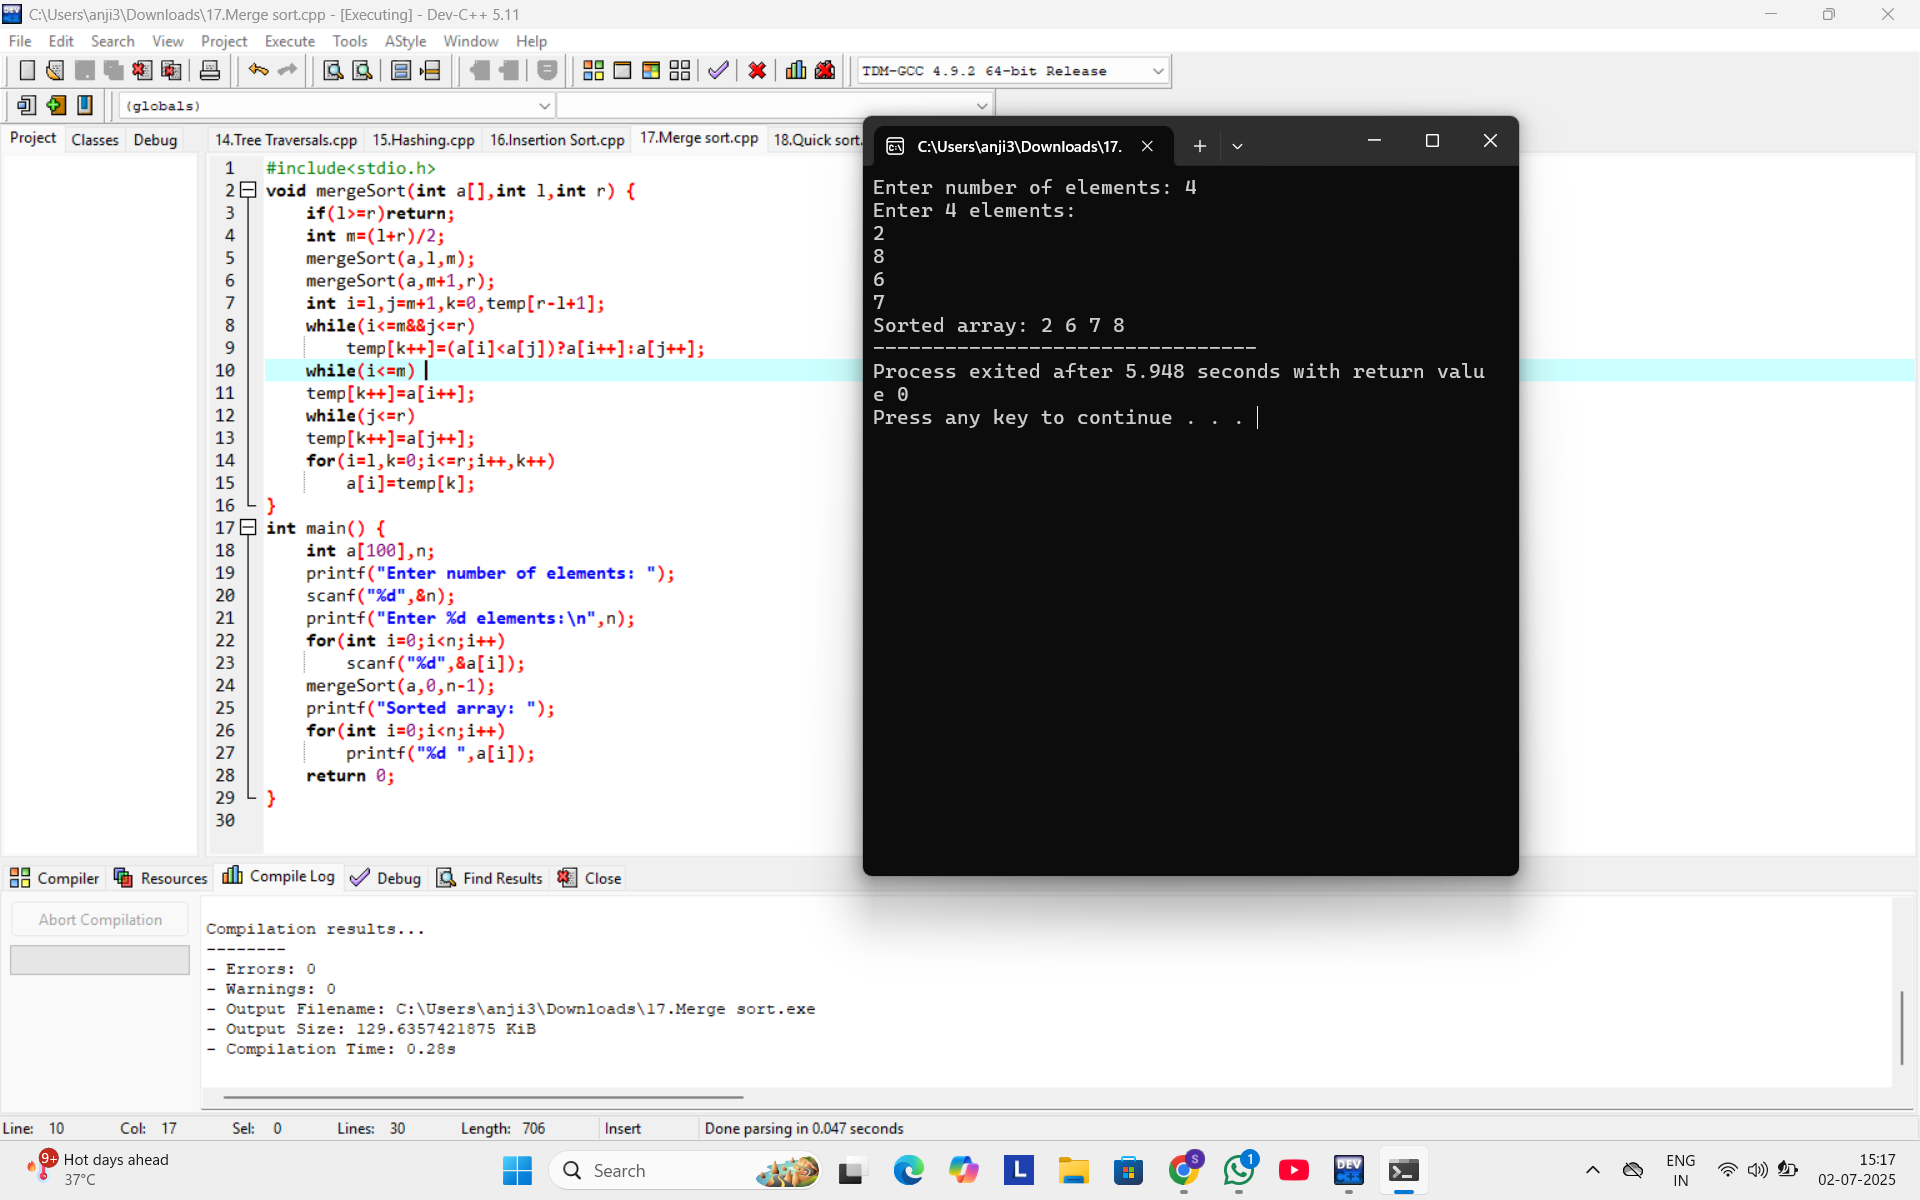 C:\Users\anji3\Downloads\17.Merge sort.cpp - [Executing] - Dev-C++ 5.11
File Edit Search View Project Execute Tools AStyle Window Help
TDM-GCC 4.9.2 64-bit Release
(globals)
Project Classes Debug
14.Tree Traversals.cpp 15.Hashing.cpp 16.Insertion Sort.cpp 17.Merge sort.cpp 18.Quick sort.
1 #include<stdio.h>
2 void mergeSort(int a[],int l,int r) {
3 if(l>=r)return;
4 int m=(l+r)/2;
5 mergeSort(a,l,m);
6 mergeSort(a,m+1,r);
7 int i=l,j=m+1,k=0,temp[r-l+1];
8 while(i<=m&&j<=r)
9 temp[k++]=(a[i]<a[j])?a[i++]:a[j++];
10 while(i<=m)
11 temp[k++]=a[i++];
12 while(j<=r)
13 temp[k++]=a[j++];
14 for(i=l,k=0;i<=r;i++,k++)
15 a[i]=temp[k];
16 }
17 int main() {
18 int a[100],n;
19 printf("Enter number of elements: ");
20 scanf("%d",&n);
21 printf("Enter %d elements:\n",n);
22 for(int i=0;i<n;i++)
23 scanf("%d",&a[i]);
24 mergeSort(a,0,n-1);
25 printf("Sorted array: ");
26 for(int i=0;i<n;i++)
27 printf("%d ",a[i]);
28 return 0;
29 }
30
C:\Users\anji3\Downloads\17.
Enter number of elements: 4
Enter 4 elements:
2
8
6
7
Sorted array: 2 6 7 8
--------------------------------
Process exited after 5.948 seconds with return valu
e 0
Press any key to continue . . .
Compiler Resources Compile Log Debug Find Results Close
Abort Compilation
Compilation results...
--------
- Errors: 0
- Warnings: 0
- Output Filename: C:\Users\anji3\Downloads\17.Merge sort.exe
- Output Size: 129.6357421875 KiB
- Compilation Time: 0.28s
Line: 10 Col: 17 Sel: 0 Lines: 30 Length: 706 Insert Done parsing in 0.047 seconds
9+ Hot days ahead
37°C
Search
L
S
1
DEV
ENG
IN
15:17
02-07-2025